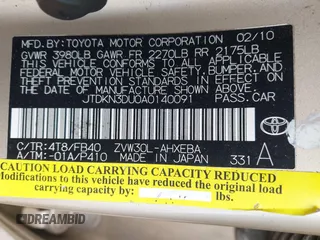 MFD. BY: TOYOTA MOTOR CORPORATION 02/10
GVWR 3980LB GAWR FR 2270LB RR 2175LB
THIS VEHICLE CONFORMS TO ALL APPLICABLE
FEDERAL MOTOR VEHICLE SAFETY, BUMPER,
AND THEFT PREVENTION STANDARDS IN
EFFECT ON THE DATE OF MANUFACTURE
SHOWN ABOVE.
JTDKN3DU0A0140091 PASS. CAR
C/TR:4T8/FB40 ZVW30L-AHXEBA
A/TM:-01A/P410 MADE IN JAPAN 331 A
TOYOTA
CAUTION LOAD CARRYING CAPACITY REDUCED
Modifications to this vehicle have reduced the original
load carrying capacity by lbs.
DREAMBID